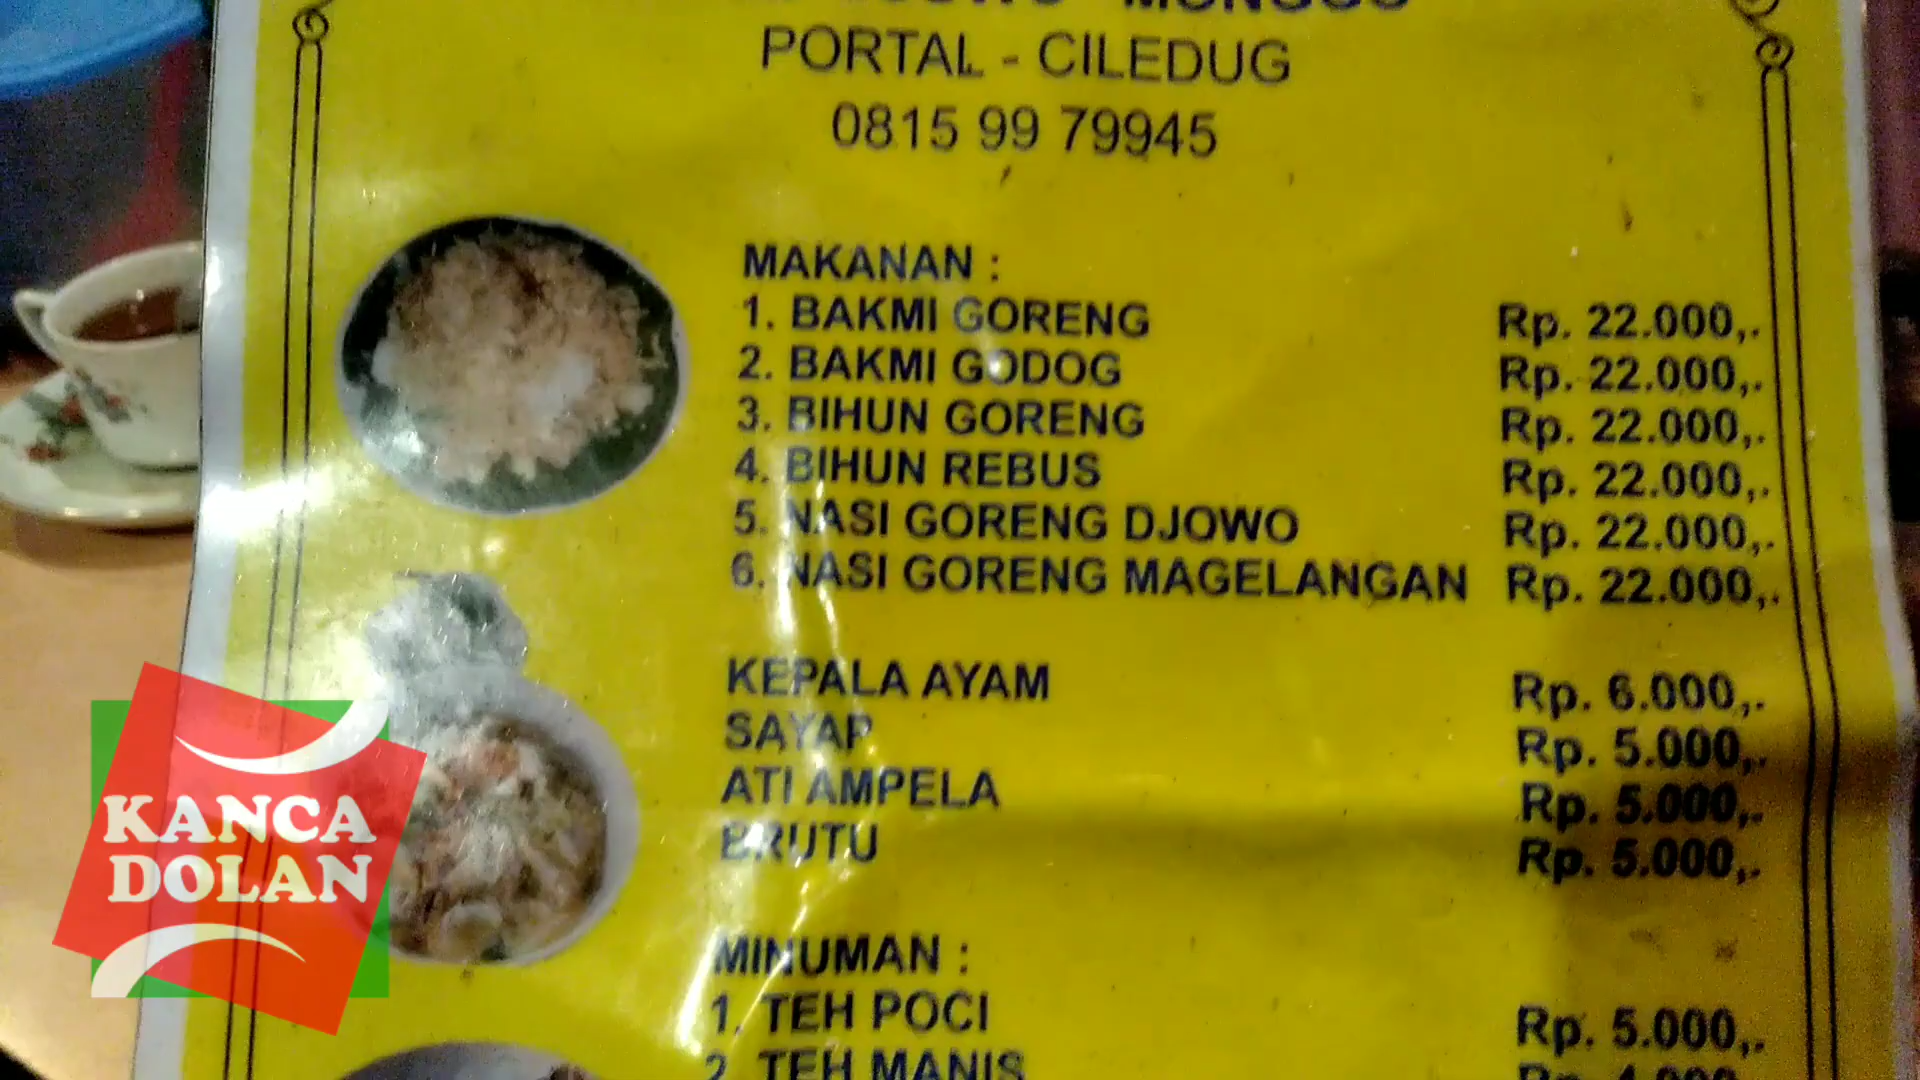 PORTAL - CILEDUG
0815 99 79945
MAKANAN :
1. BAKMI GORENG Rp. 22.000,.
2. BAKMI GODOG Rp. 22.000,.
3. BIHUN GORENG Rp. 22.000,.
4. BIHUN REBUS Rp. 22.000,.
5. NASI GORENG DJOWO Rp. 22.000,.
6. NASI GORENG MAGELANGAN Rp. 22.000,.
KEPALA AYAM Rp. 6.000,.
SAYAP Rp. 5.000,.
ATI AMPELA Rp. 5.000,.
BRUTU Rp. 5.000,.
MINUMAN :
1. TEH POCI Rp. 5.000,.
2. TEH MANIS
KANCA
DOLAN